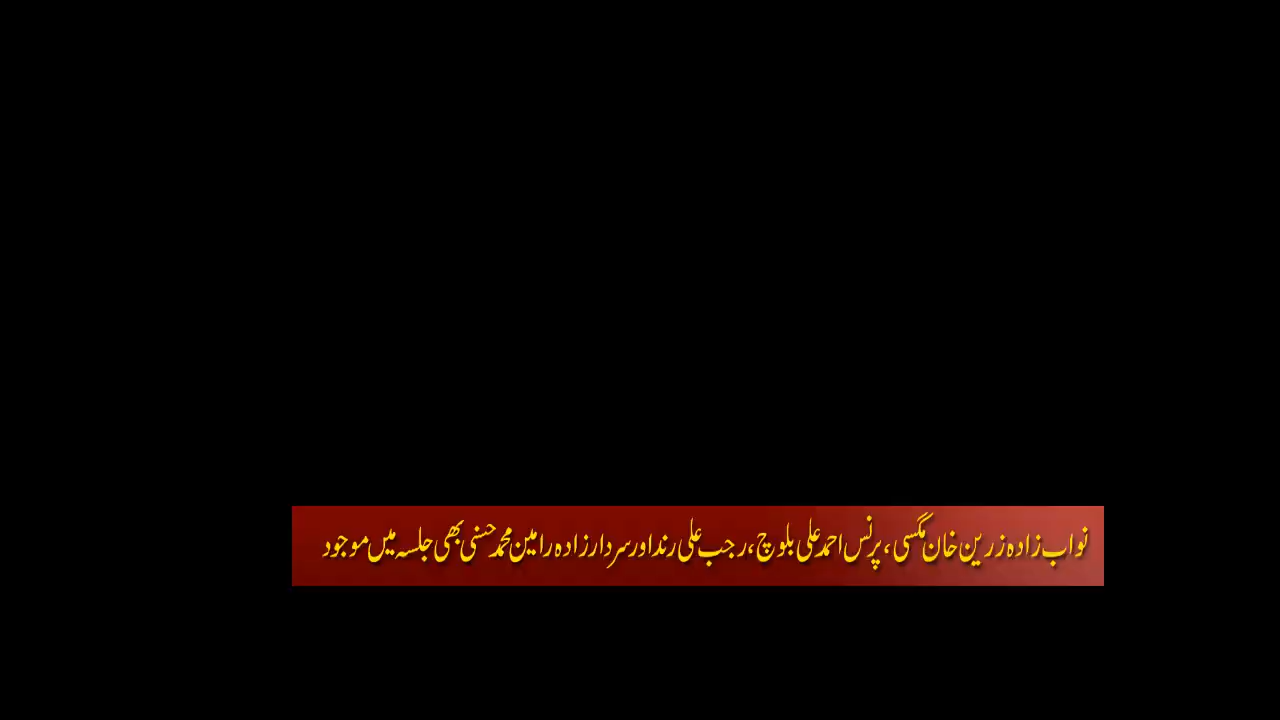 نواب زادہ زرین خان مگسی، پرنس احمد علی بلوچ، رجب علی رند اور سردار زادہ رامین محمد حسنی بھی جلسہ میں موجود